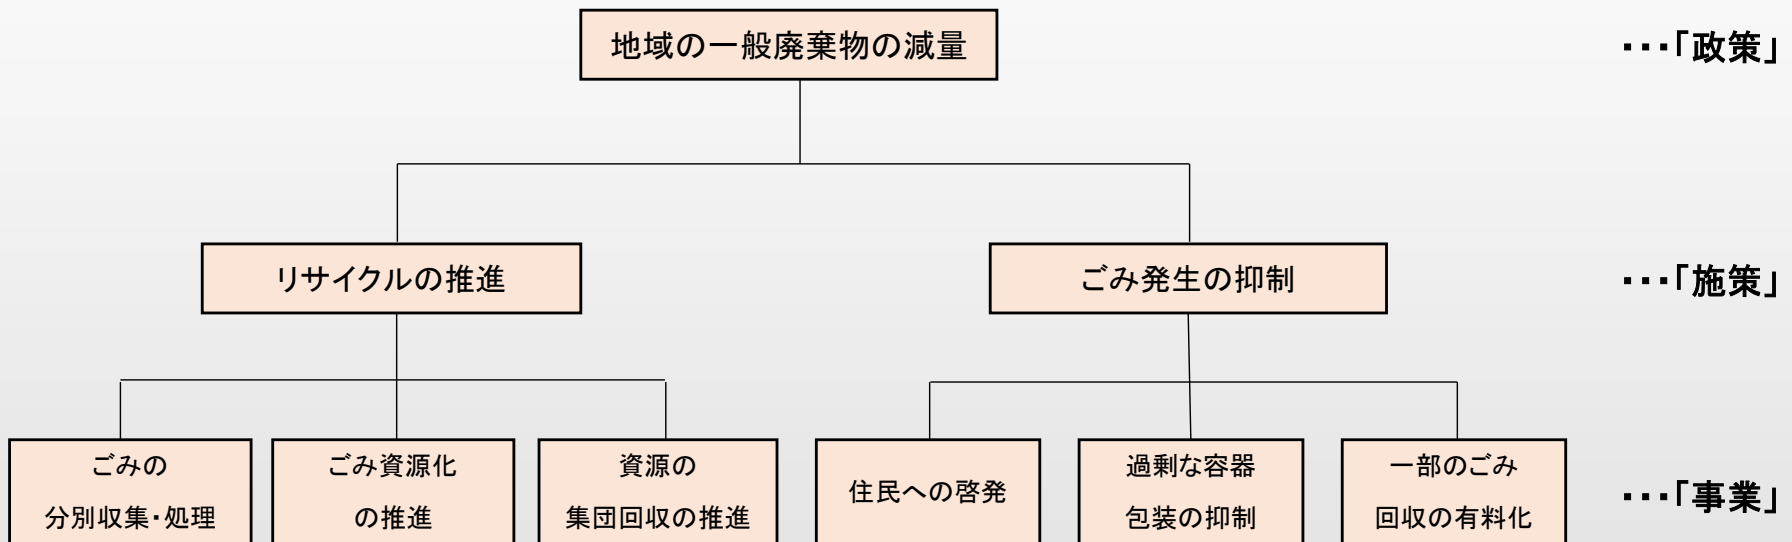 地域の一般廃棄物の減量
･･･「政策」
リサイクルの推進
ごみ発生の抑制
･･･「施策」
ごみの
分別収集・処理
ごみ資源化
の推進
資源の
集団回収の推進
住民への啓発
過剰な容器
包装の抑制
一部のごみ
回収の有料化
･･･「事業」